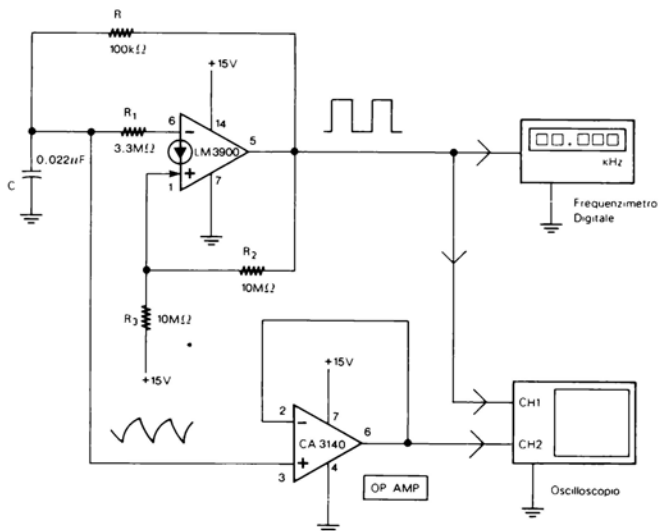 R
100kΩ
+15V
R1
6
14
5
3.3MΩ
LM3900
−
+
1
7
0.022uF
C
R2
10MΩ
R3
10MΩ
+15V
00.000
KHz
Frequenzimetro
Digitale
+15V
2
7
6
−
CA 3140
+
3
4
OP AMP
CH1
CH2
Oscilloscopio